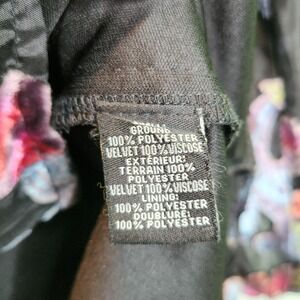 GROUND
100% POLYESTER
VELVET 100% VISCOSE
EXTÉRIEUR:
TERRAIN 100%
POLYESTER
VELVET 100% VISCOSE
LINING:
100% POLYESTER
DOUBLURE:
100% POLYESTER